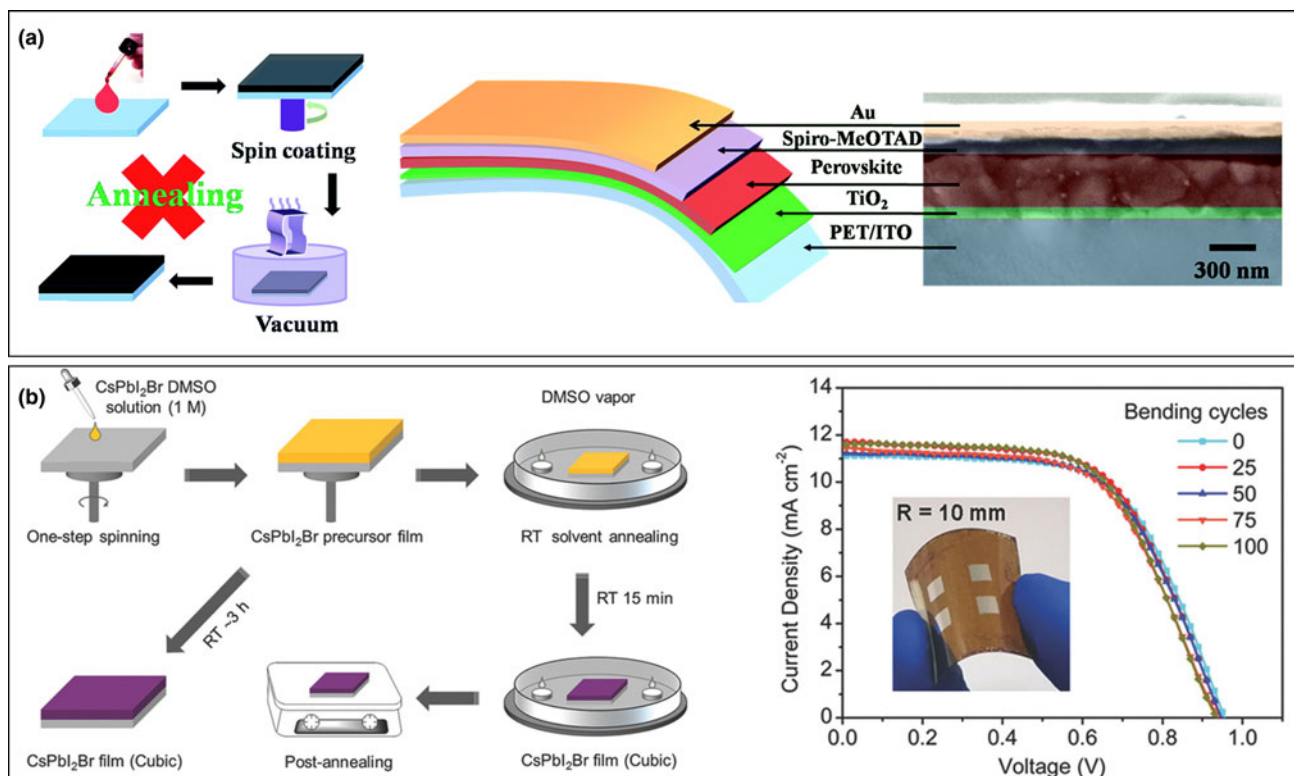 (a)
Spin coating
Annealing
Vacuum
Au
Spiro-MeOTAD
Perovskite
TiO₂
PET/ITO
300 nm
(b)
CsPbI₂Br DMSO
solution (1 M)
One-step spinning
CsPbI₂Br precursor film
DMSO vapor
RT solvent annealing
RT ~3 h
RT 15 min
CsPbI₂Br film (Cubic)
Post-annealing
CsPbI₂Br film (Cubic)
Current Density (mA cm⁻²)
14
12
10
8
6
4
2
0
Bending cycles
0
25
50
75
100
R = 10 mm
0.0
0.2
0.4
0.6
0.8
1.0
Voltage (V)